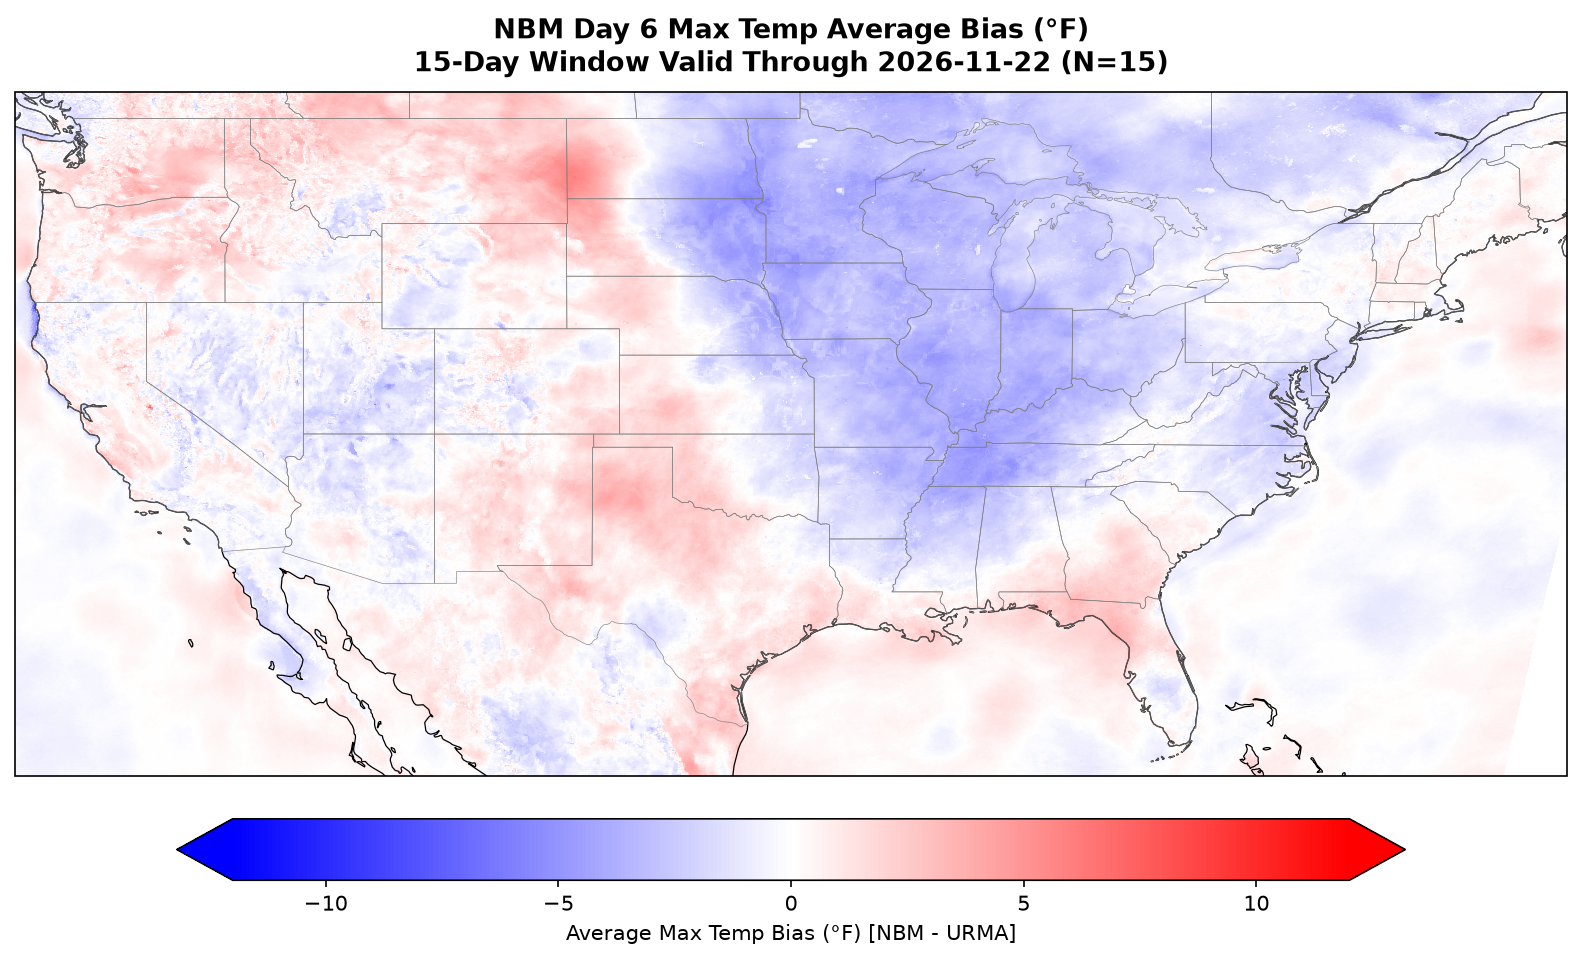 NBM Day 6 Max Temp Average Bias (°F)
15-Day Window Valid Through 2026-11-22 (N=15)
−10 −5 0 5 10
Average Max Temp Bias (°F) [NBM - URMA]